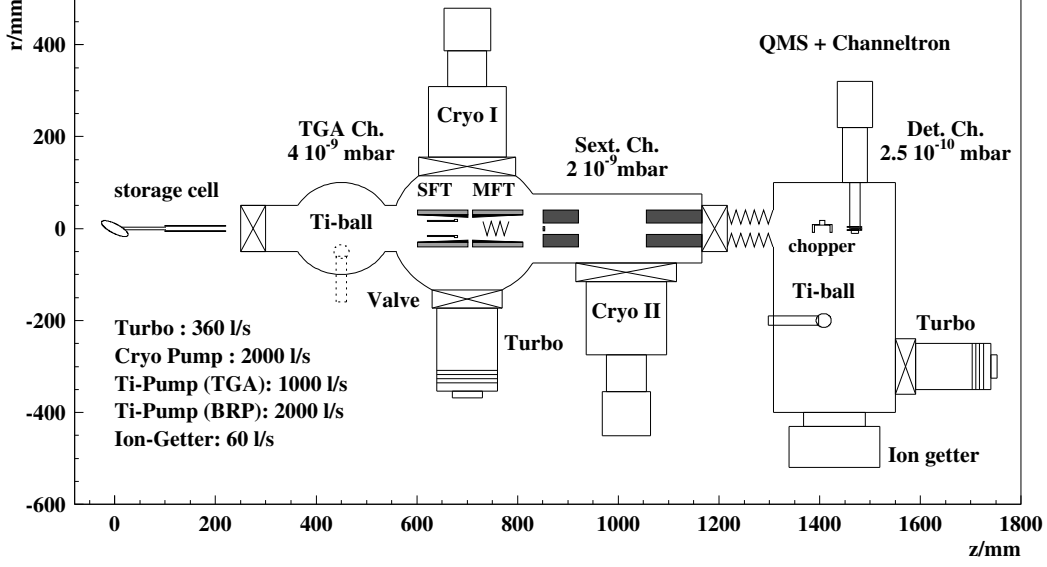 r/mm
400
200
0
-200
-400
-600
QMS + Channeltron
Cryo I
TGA Ch.
4 10-9 mbar
Sext. Ch.
2 10-9mbar
Det. Ch.
2.5 10-10 mbar
storage cell
SFT MFT
Ti-ball
chopper
Valve
Ti-ball
Cryo II
Turbo
Turbo
Turbo : 360 l/s
Cryo Pump : 2000 l/s
Ti-Pump (TGA): 1000 l/s
Ti-Pump (BRP): 2000 l/s
Ion-Getter: 60 l/s
Ion getter
0 200 400 600 800 1000 1200 1400 1600 1800
z/mm